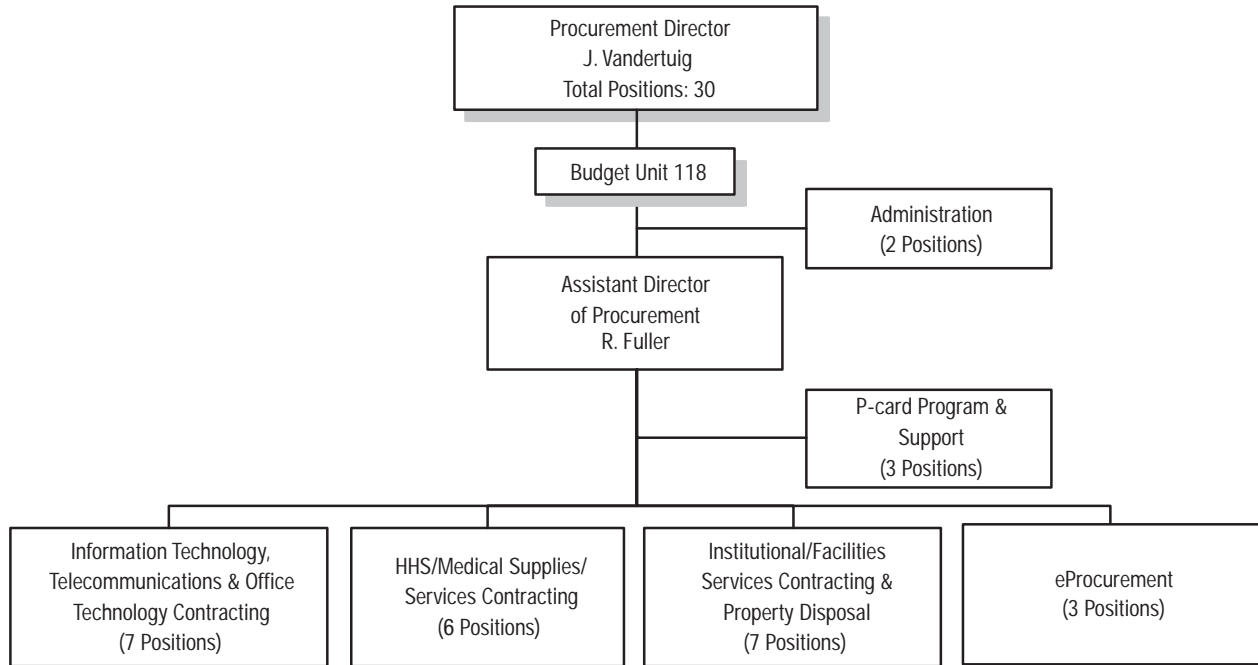 Procurement Director
J. Vandertuig
Total Positions: 30
Budget Unit 118
Administration
(2 Positions)
Assistant Director
of Procurement
R. Fuller
P-card Program &
Support
(3 Positions)
Information Technology,
Telecommunications & Office
Technology Contracting
(7 Positions)
HHS/Medical Supplies/
Services Contracting
(6 Positions)
Institutional/Facilities
Services Contracting &
Property Disposal
(7 Positions)
eProcurement
(3 Positions)